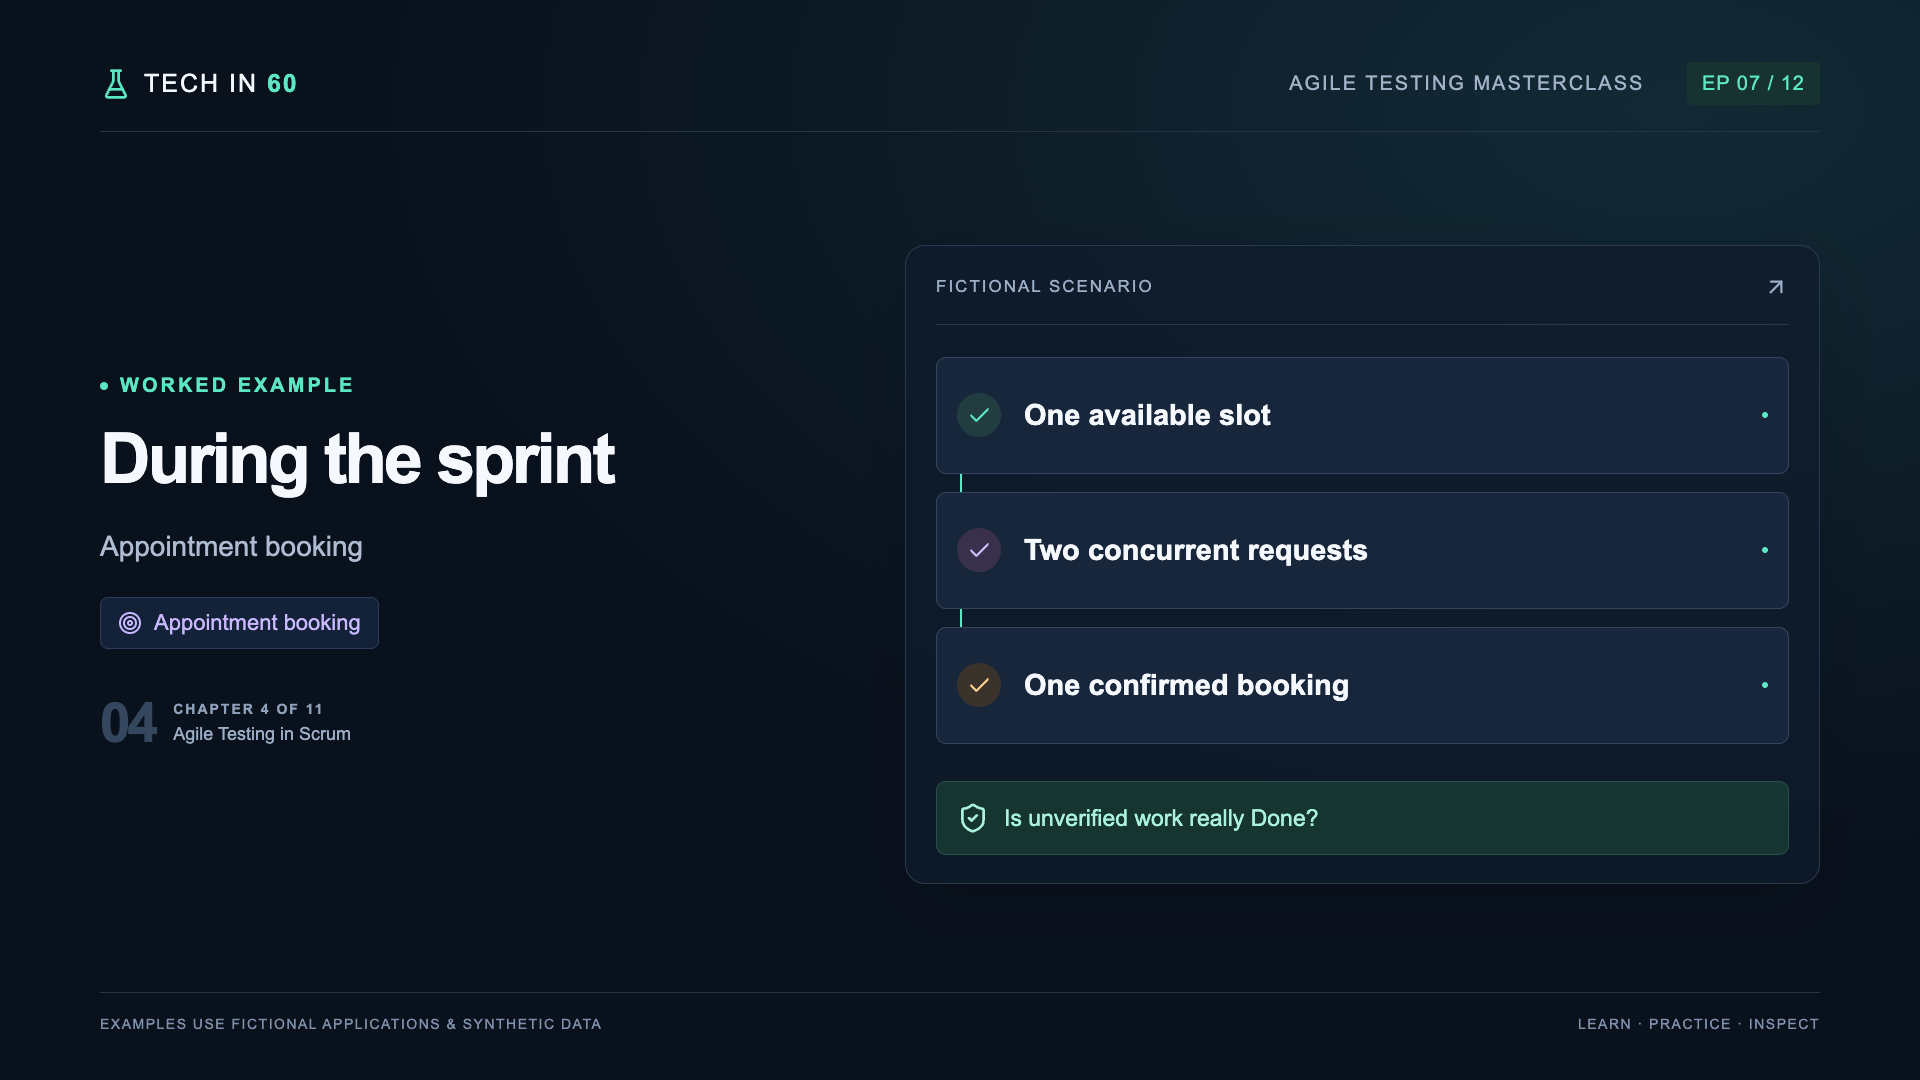 TECH IN 60
AGILE TESTING MASTERCLASS
EP 07 / 12
WORKED EXAMPLE
During the sprint
Appointment booking
Appointment booking
04
CHAPTER 4 OF 11
Agile Testing in Scrum
FICTIONAL SCENARIO
One available slot
Two concurrent requests
One confirmed booking
Is unverified work really Done?
EXAMPLES USE FICTIONAL APPLICATIONS & SYNTHETIC DATA
LEARN · PRACTICE · INSPECT